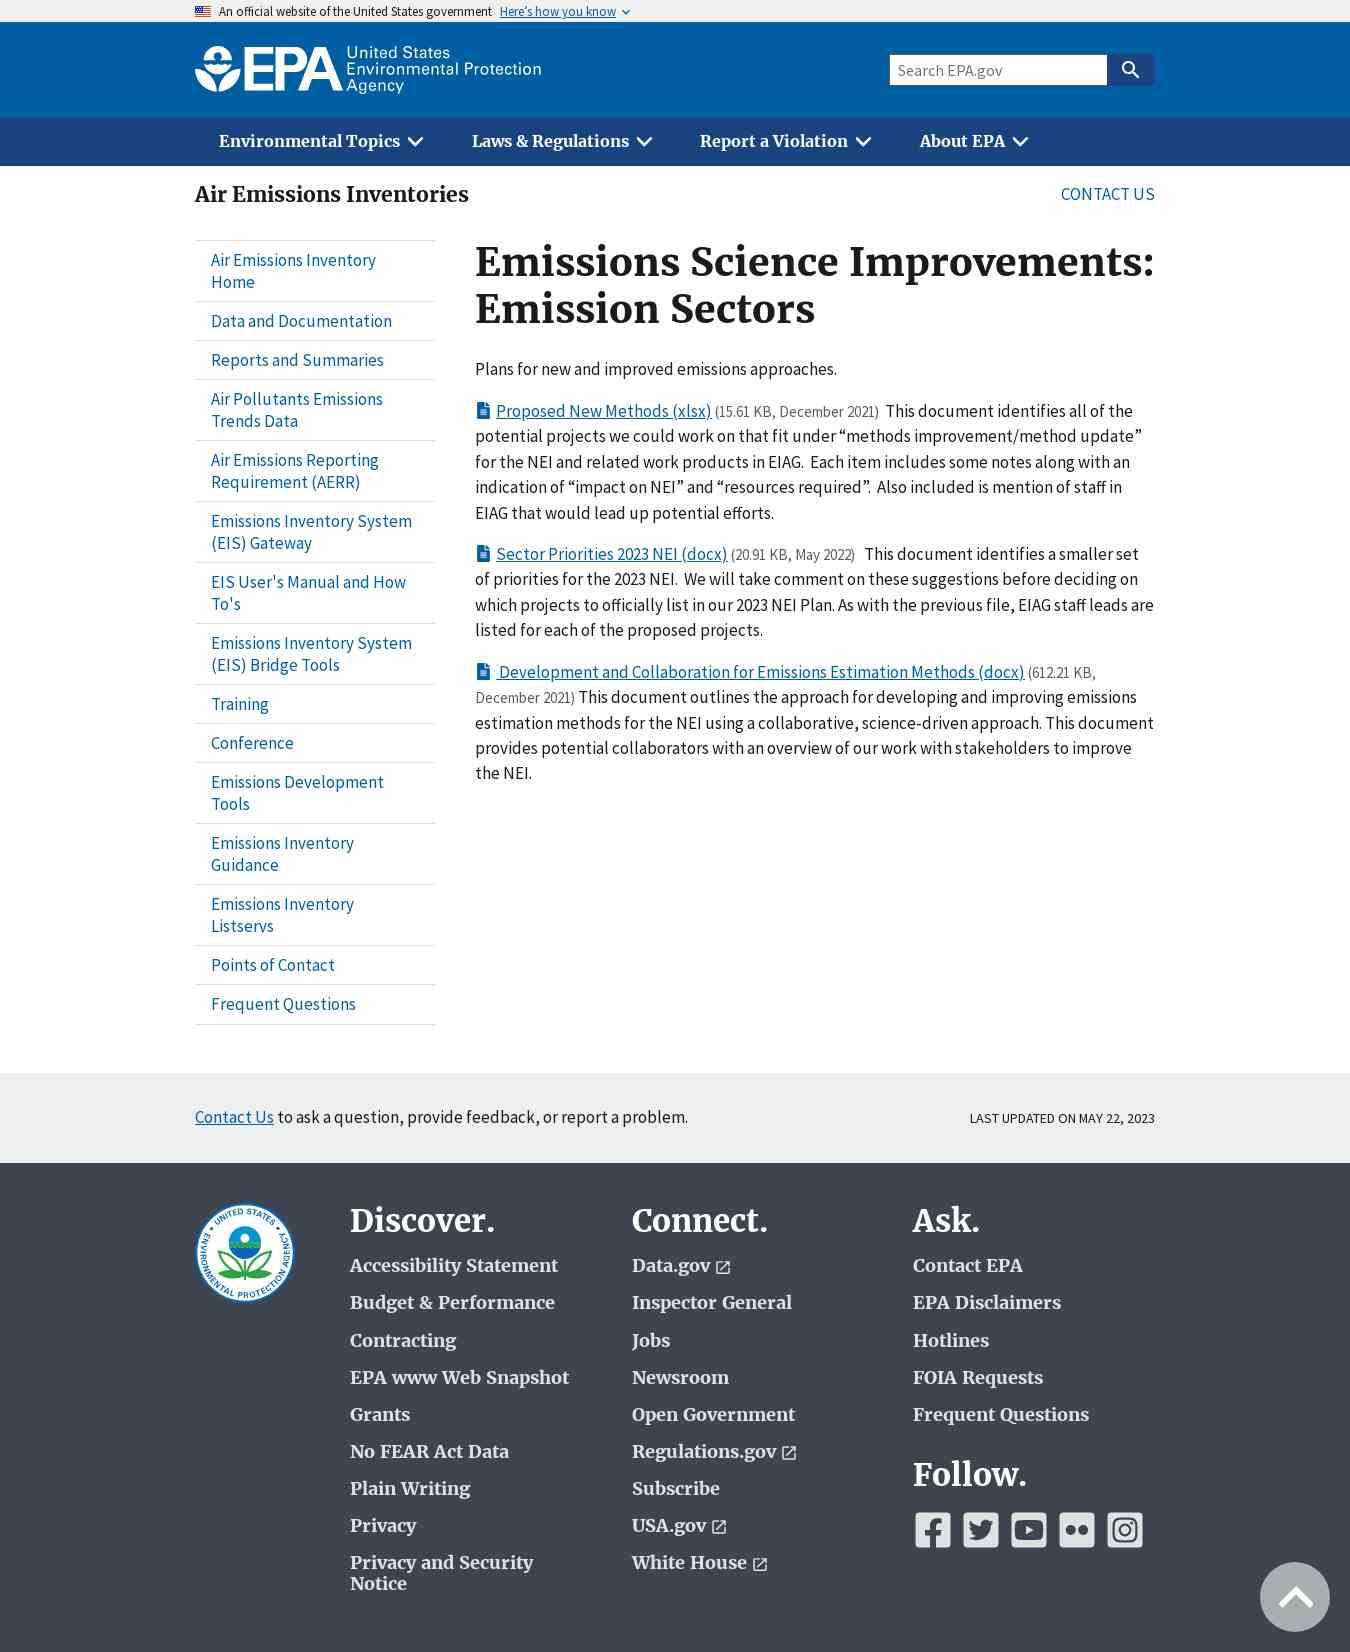 An official website of the United States government Here's how you know
EPA United States
Environmental Protection
Agency
Search EPA.gov
Environmental Topics Laws & Regulations Report a Violation About EPA
Air Emissions Inventories
CONTACT US
Air Emissions Inventory
Home
Data and Documentation
Reports and Summaries
Air Pollutants Emissions
Trends Data
Air Emissions Reporting
Requirement (AERR)
Emissions Inventory System
(EIS) Gateway
EIS User's Manual and How
To's
Emissions Inventory System
(EIS) Bridge Tools
Training
Conference
Emissions Development
Tools
Emissions Inventory
Guidance
Emissions Inventory
Listservs
Points of Contact
Frequent Questions
Emissions Science Improvements:
Emission Sectors
Plans for new and improved emissions approaches.
Proposed New Methods (xlsx) (15.61 KB, December 2021) This document identifies all of the
potential projects we could work on that fit under “methods improvement/method update”
for the NEI and related work products in EIAG. Each item includes some notes along with an
indication of “impact on NEI” and “resources required”. Also included is mention of staff in
EIAG that would lead up potential efforts.
Sector Priorities 2023 NEI (docx) (20.91 KB, May 2022) This document identifies a smaller set
of priorities for the 2023 NEI. We will take comment on these suggestions before deciding on
which projects to officially list in our 2023 NEI Plan. As with the previous file, EIAG staff leads are
listed for each of the proposed projects.
Development and Collaboration for Emissions Estimation Methods (docx) (612.21 KB,
December 2021) This document outlines the approach for developing and improving emissions
estimation methods for the NEI using a collaborative, science-driven approach. This document
provides potential collaborators with an overview of our work with stakeholders to improve
the NEI.
Contact Us to ask a question, provide feedback, or report a problem.
LAST UPDATED ON MAY 22, 2023
UNITED STATES
ENVIRONMENTAL PROTECTION AGENCY
Discover.
Accessibility Statement
Budget & Performance
Contracting
EPA www Web Snapshot
Grants
No FEAR Act Data
Plain Writing
Privacy
Privacy and Security
Notice
Connect.
Data.gov
Inspector General
Jobs
Newsroom
Open Government
Regulations.gov
Subscribe
USA.gov
White House
Ask.
Contact EPA
EPA Disclaimers
Hotlines
FOIA Requests
Frequent Questions
Follow.